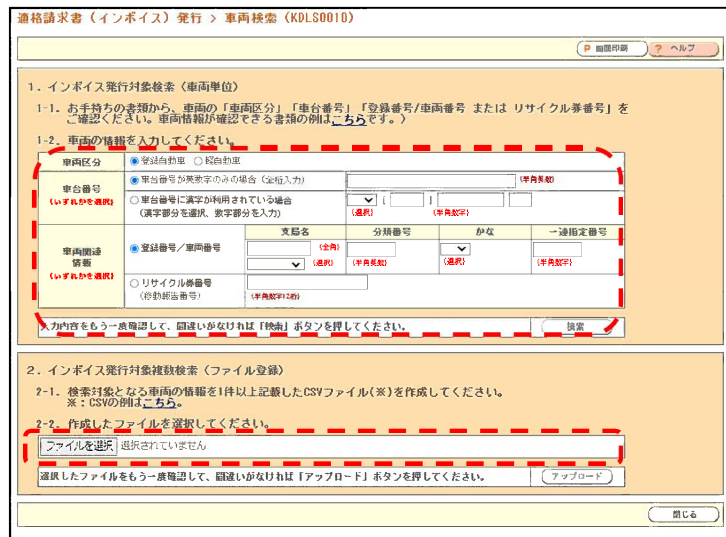 適格請求書（インボイス）発行 > 車両検索（KDLS0010）
P 画面印刷 ? ヘルプ
1．インボイス発行対象検索（車両単位）
1-1．お手持ちの書類から、車両の「車両区分」「車台番号」「登録番号/車両番号 または リサイクル券番号」を
ご確認ください。車両情報が確認できる書類の例はこちらです。）
1-2．車両の情報を入力してください。
車両区分 登録自動車 軽自動車
車台番号
（いずれかを選択）
車台番号が英数字のみの場合（全桁入力） （半角英数）
車台番号に漢字が利用されている場合
（漢字部分を選択、数字部分を入力） [ ]
（選択） （半角数字）
車両関連
情報
（いずれかを選択）
登録番号／車両番号
支局名 分類番号 かな 一連指定番号
（全角）
（選択） （半角英数） （選択） （半角数字）
リサイクル券番号
（移動報告番号） （半角数字12桁）
入力内容をもう一度確認して、間違いがなければ「検索」ボタンを押してください。 検索
2．インボイス発行対象複数検索（ファイル登録）
2-1．検索対象となる車両の情報を1件以上記載したCSVファイル（※）を作成してください。
※：CSVの例はこちら。
2-2．作成したファイルを選択してください。
ファイルを選択 選択されていません
選択したファイルをもう一度確認して、間違いがなければ「アップロード」ボタンを押してください。 アップロード
閉じる